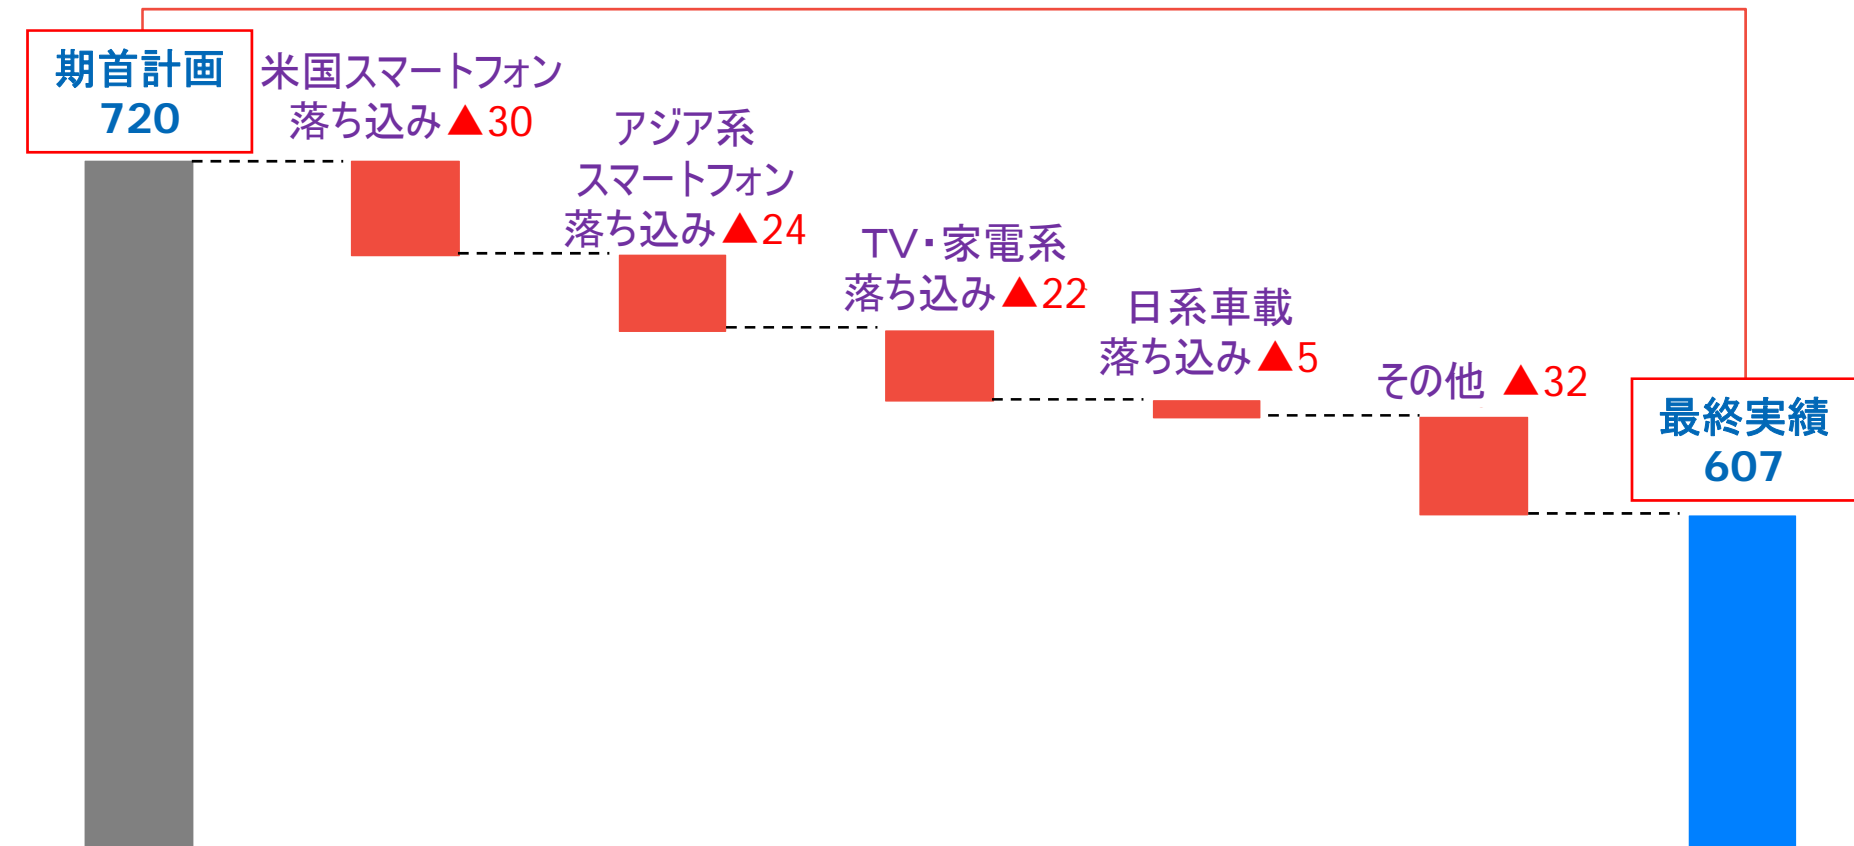 期首計画
720
米国スマートフォン
落ち込み▲30
アジア系
スマートフォン
落ち込み▲24
TV・家電系
落ち込み▲22
日系車載
落ち込み▲5
その他 ▲32
最終実績
607